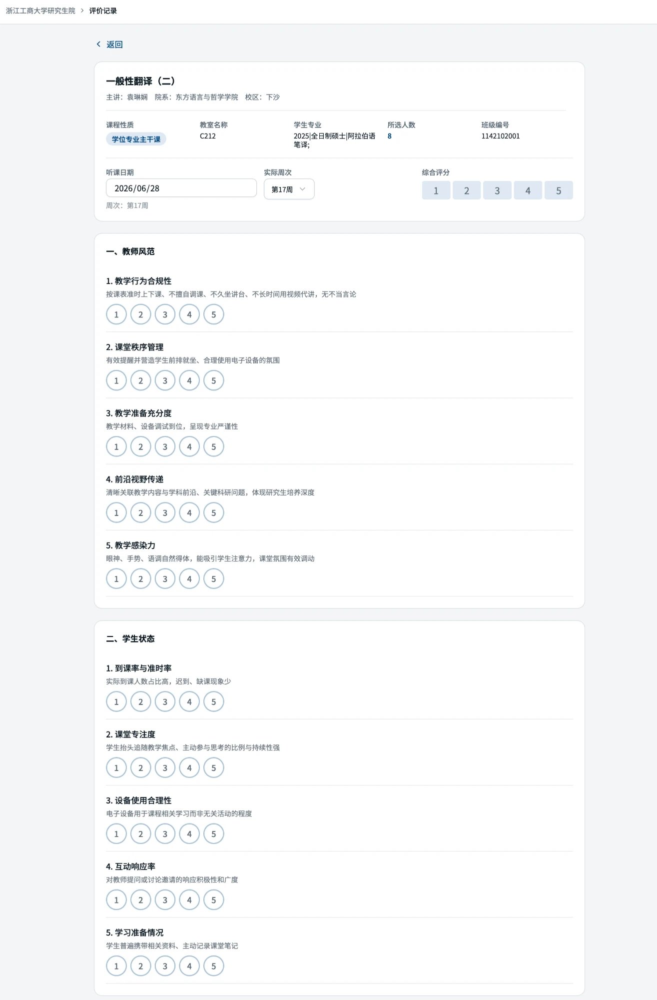 浙江工商大学研究生院 > 评价记录
返回
一般性翻译（二）
主讲：袁琳娴 院系：东方语言与哲学学院 校区：下沙
课程性质 教室名称 学生专业 所选人数 班级编号
学位专业主干课 C212 2025|全日制硕士|阿拉伯语 8 1142102001
笔译;
听课日期 实际周次 综合评分
2026/06/28 第17周 1 2 3 4 5
周次：第17周
一、教师风范
1. 教学行为合规性
按课表准时上下课、不擅自调课、不久坐讲台、不长时间用视频代讲，无不当言论
1 2 3 4 5
2. 课堂秩序管理
有效提醒并营造学生前排就坐、合理使用电子设备的氛围
1 2 3 4 5
3. 教学准备充分度
教学材料、设备调试到位，呈现专业严谨性
1 2 3 4 5
4. 前沿视野传递
清晰关联教学内容与学科前沿、关键科研问题，体现研究生培养深度
1 2 3 4 5
5. 教学感染力
眼神、手势、语调自然得体，能吸引学生注意力，课堂氛围有效调动
1 2 3 4 5
二、学生状态
1. 到课率与准时率
实际到课人数占比高，迟到、缺课现象少
1 2 3 4 5
2. 课堂专注度
学生抬头追随教学焦点、主动参与思考的比例与持续性强
1 2 3 4 5
3. 设备使用合理性
电子设备用于课程相关学习而非无关活动的程度
1 2 3 4 5
4. 互动响应率
对教师提问或讨论邀请的响应积极性和广度
1 2 3 4 5
5. 学习准备情况
学生普遍携带相关资料、主动记录课堂笔记
1 2 3 4 5